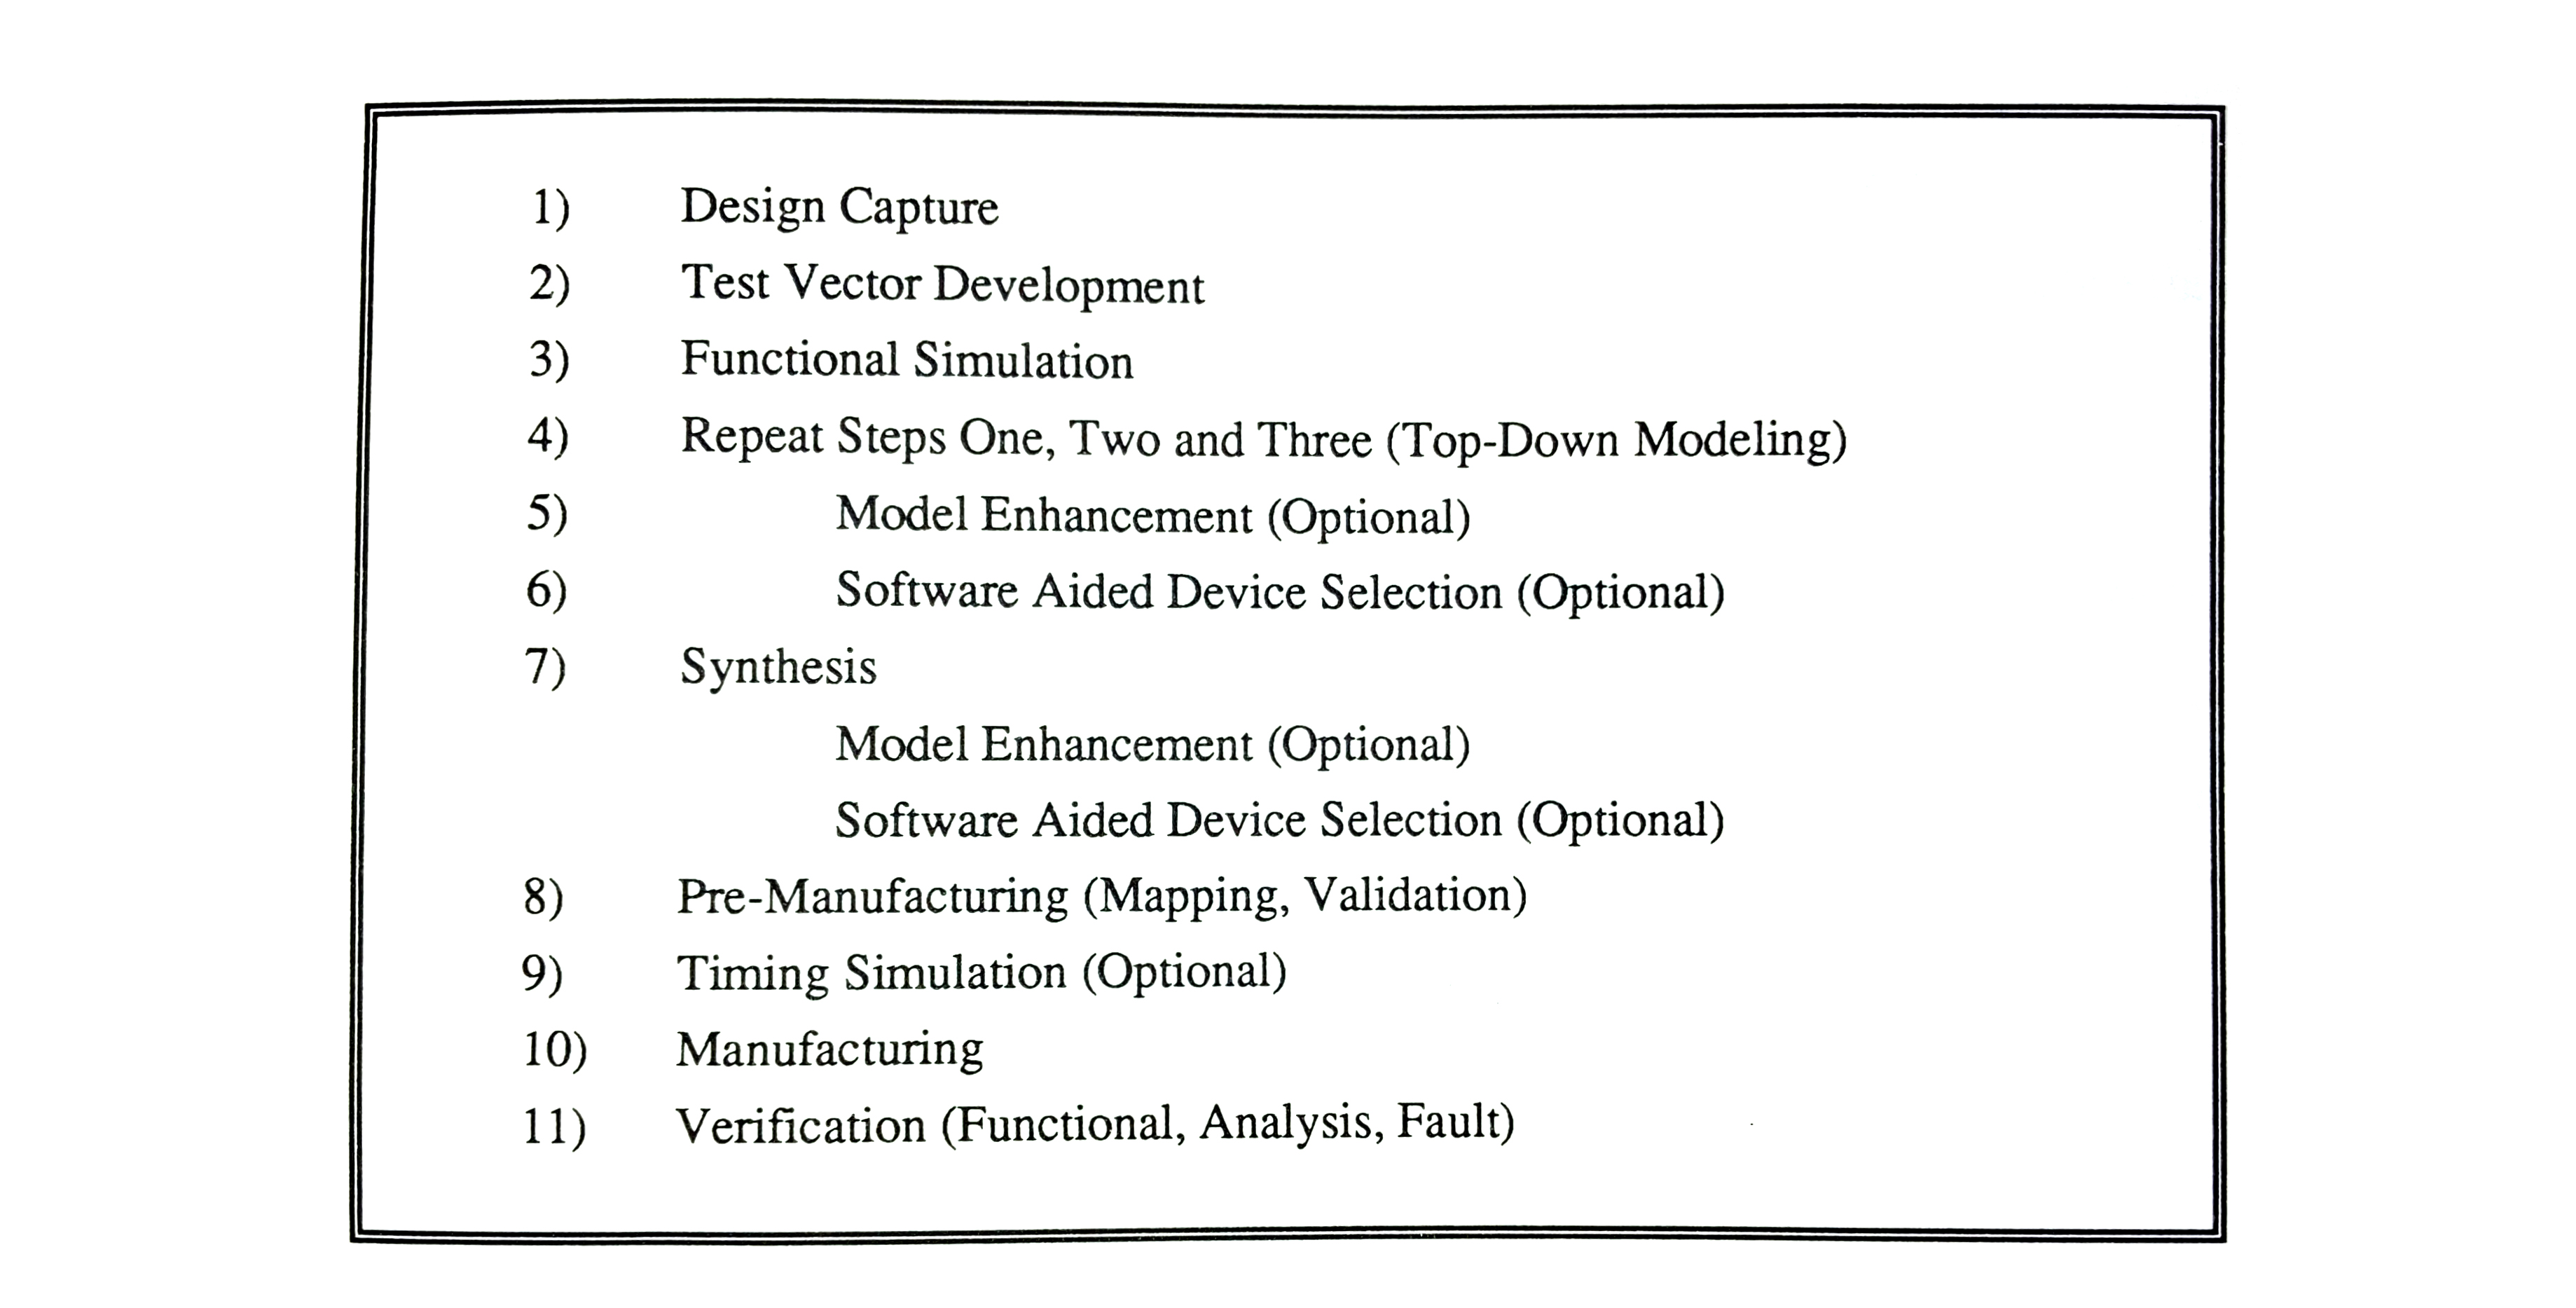 1) Design Capture
2) Test Vector Development
3) Functional Simulation
4) Repeat Steps One, Two and Three (Top-Down Modeling)
5) Model Enhancement (Optional)
6) Software Aided Device Selection (Optional)
7) Synthesis
Model Enhancement (Optional)
Software Aided Device Selection (Optional)
8) Pre-Manufacturing (Mapping, Validation)
9) Timing Simulation (Optional)
10) Manufacturing
11) Verification (Functional, Analysis, Fault)